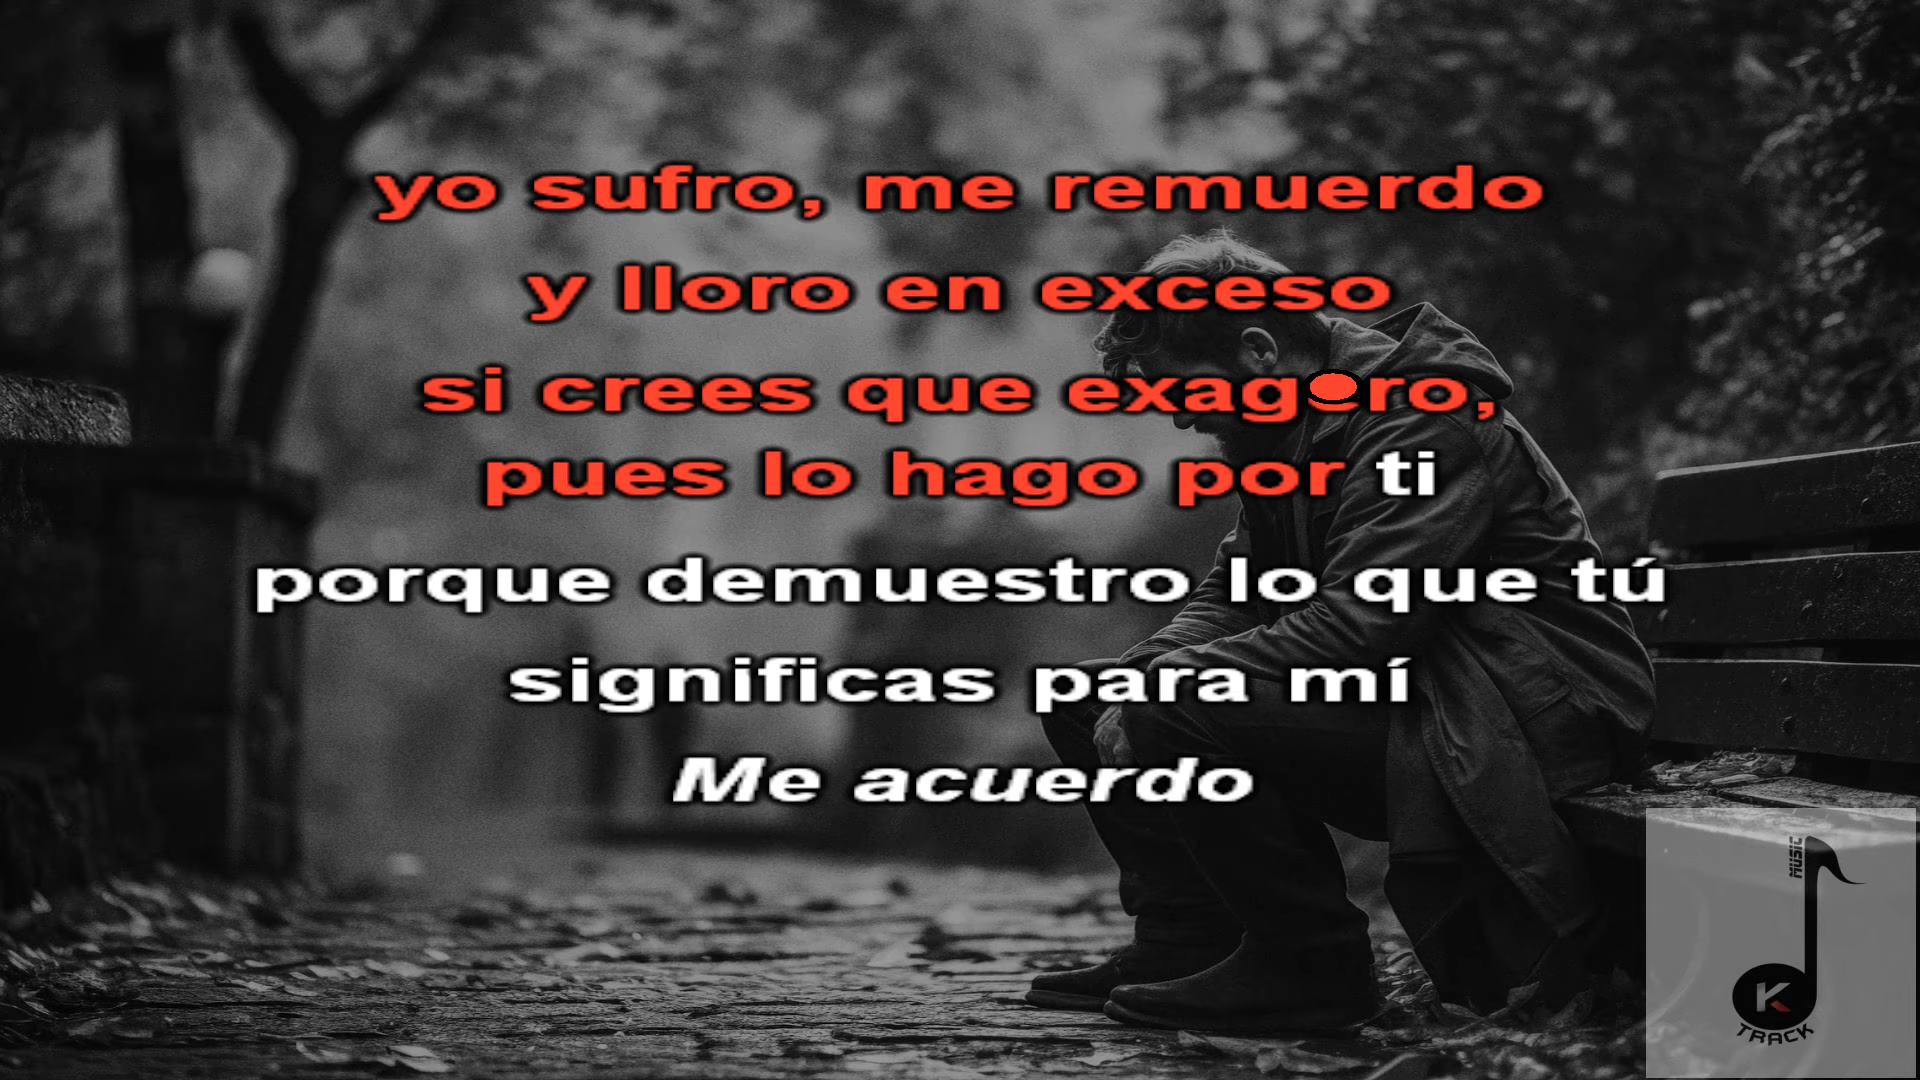 yo sufro, me remuerdo
y lloro en exceso
si crees que exagero,
pues lo hago por ti
porque demuestro lo que tú
significas para mí
Me acuerdo
MUSIC
K
TRACK